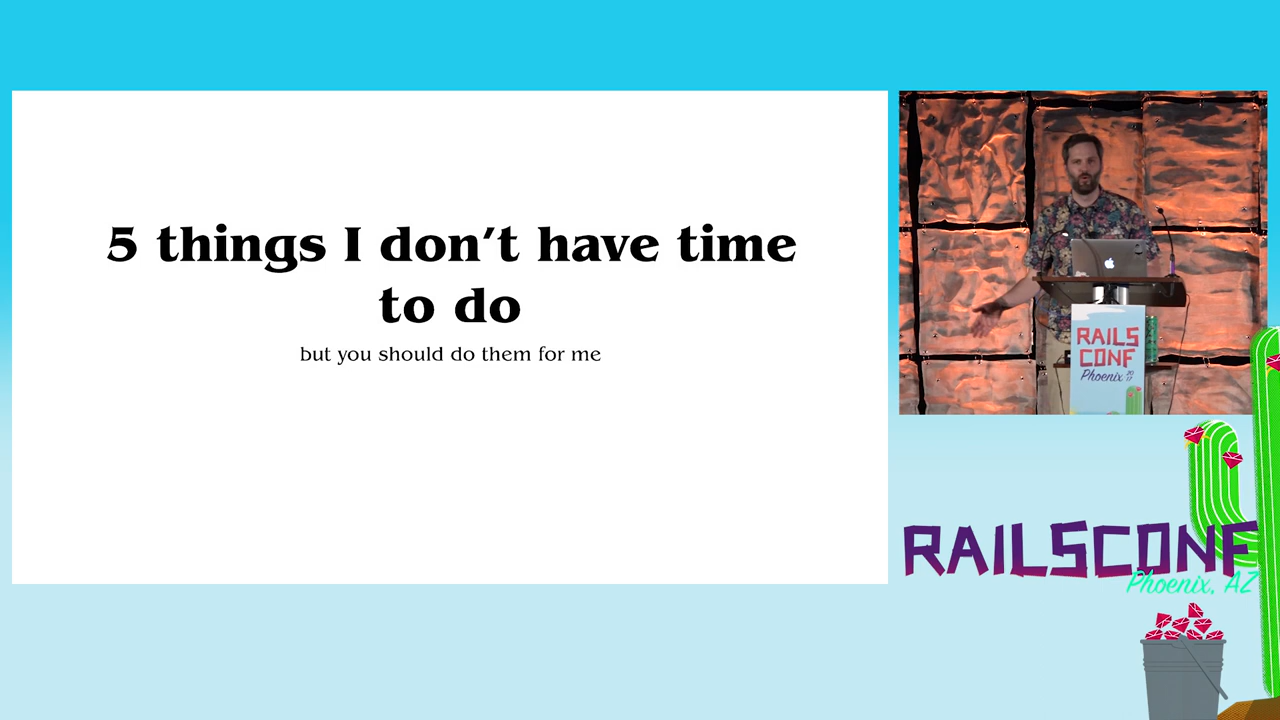 5 things I don't have time
to do
but you should do them for me
RAILS
CONF
Phoenix 2017
RAILSCONF
Phoenix, AZ